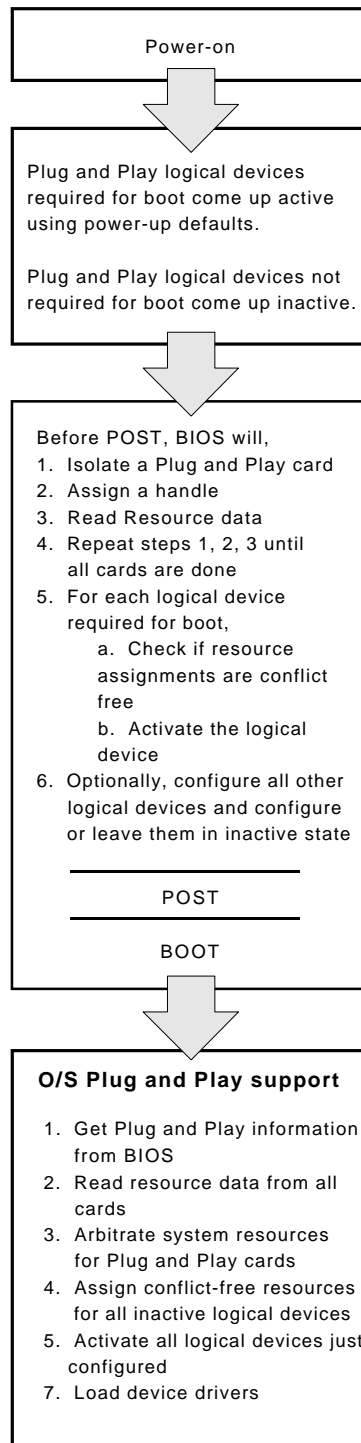 Power-on
Plug and Play logical devices
required for boot come up active
using power-up defaults.
Plug and Play logical devices not
required for boot come up inactive.
Before POST, BIOS will,
1. Isolate a Plug and Play card
2. Assign a handle
3. Read Resource data
4. Repeat steps 1, 2, 3 until
all cards are done
5. For each logical device
required for boot,
a. Check if resource
assignments are conflict
free
b. Activate the logical
device
6. Optionally, configure all other
logical devices and configure
or leave them in inactive state
POST
BOOT
O/S Plug and Play support
1. Get Plug and Play information
from BIOS
2. Read resource data from all
cards
3. Arbitrate system resources
for Plug and Play cards
4. Assign conflict-free resources
for all inactive logical devices
5. Activate all logical devices just
configured
7. Load device drivers